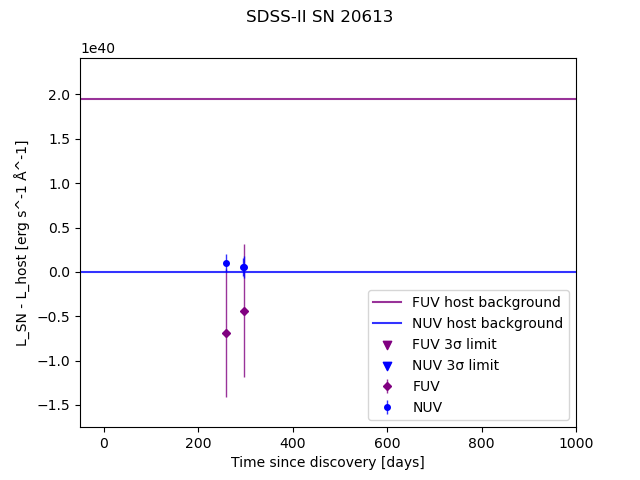 SDSS-II SN 20613
1e40
2.0
1.5
1.0
0.5
0.0
−0.5
−1.0
−1.5
L_SN - L_host [erg s^-1 Å^-1]
FUV host background
NUV host background
FUV 3σ limit
NUV 3σ limit
FUV
NUV
0 200 400 600 800 1000
Time since discovery [days]